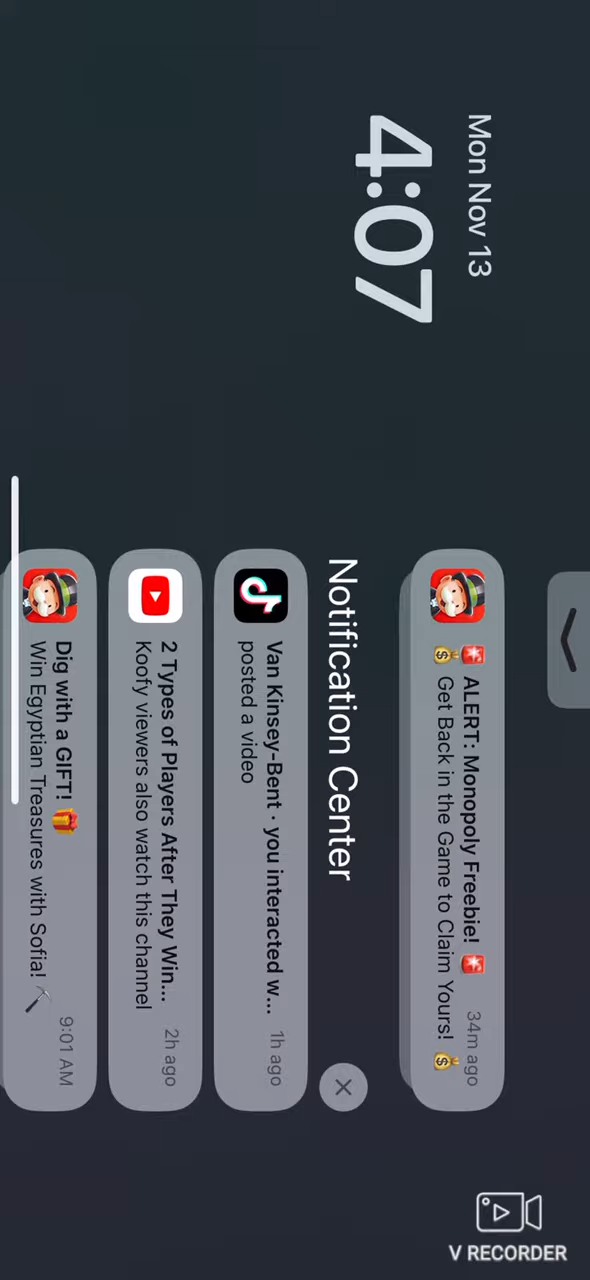 Mon Nov 13
4:07
🚨 ALERT: Monopoly Freebie! 🚨
34m ago
💰 Get Back in the Game to Claim Yours! 💰
Notification Center
Van Kinsey-Bent · you interacted w...
1h ago
posted a video
2 Types of Players After They Win...
2h ago
Koofy viewers also watch this channel
Dig with a GIFT! 🎁
9:01 AM
Win Egyptian Treasures with Sofia! ⛏️
V RECORDER